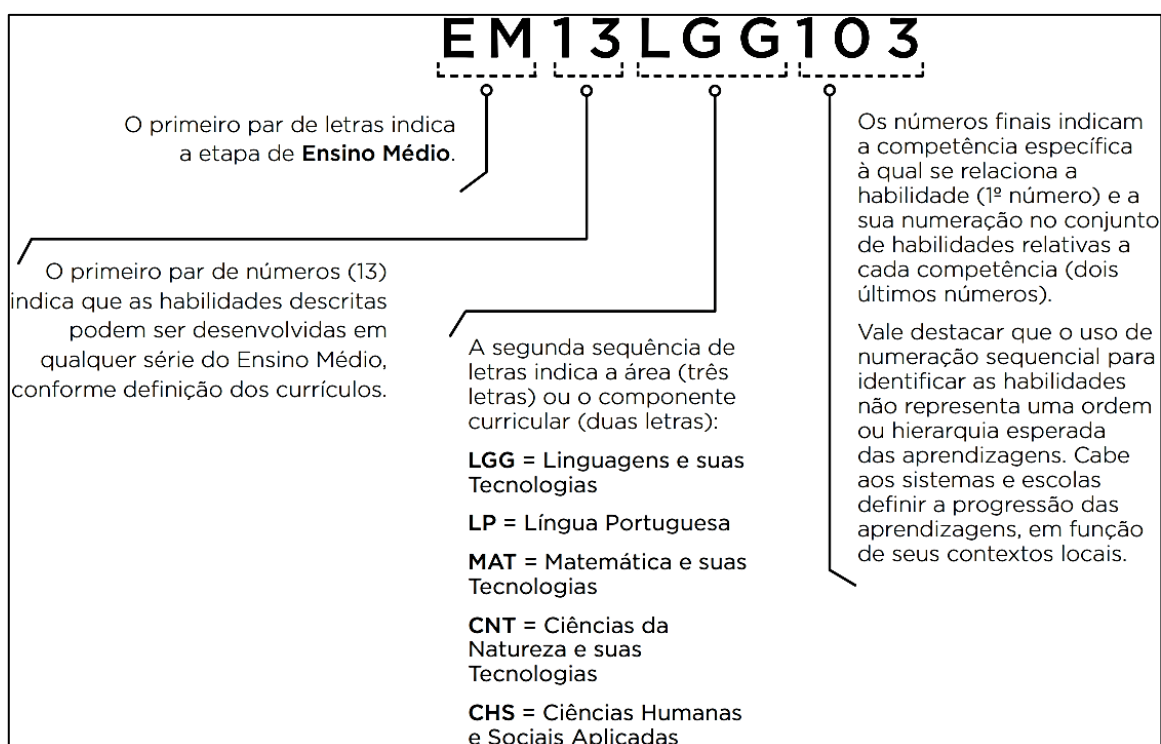 EM13LGG103
O primeiro par de letras indica
a etapa de Ensino Médio.
O primeiro par de números (13)
indica que as habilidades descritas
podem ser desenvolvidas em
qualquer série do Ensino Médio,
conforme definição dos currículos.
A segunda sequência de
letras indica a área (três
letras) ou o componente
curricular (duas letras):
LGG = Linguagens e suas
Tecnologias
LP = Língua Portuguesa
MAT = Matemática e suas
Tecnologias
CNT = Ciências da
Natureza e suas
Tecnologias
CHS = Ciências Humanas
e Sociais Aplicadas
Os números finais indicam
a competência específica
à qual se relaciona a
habilidade (1º número) e a
sua numeração no conjunto
de habilidades relativas a
cada competência (dois
últimos números).
Vale destacar que o uso de
numeração sequencial para
identificar as habilidades
não representa uma ordem
ou hierarquia esperada
das aprendizagens. Cabe
aos sistemas e escolas
definir a progressão das
aprendizagens, em função
de seus contextos locais.